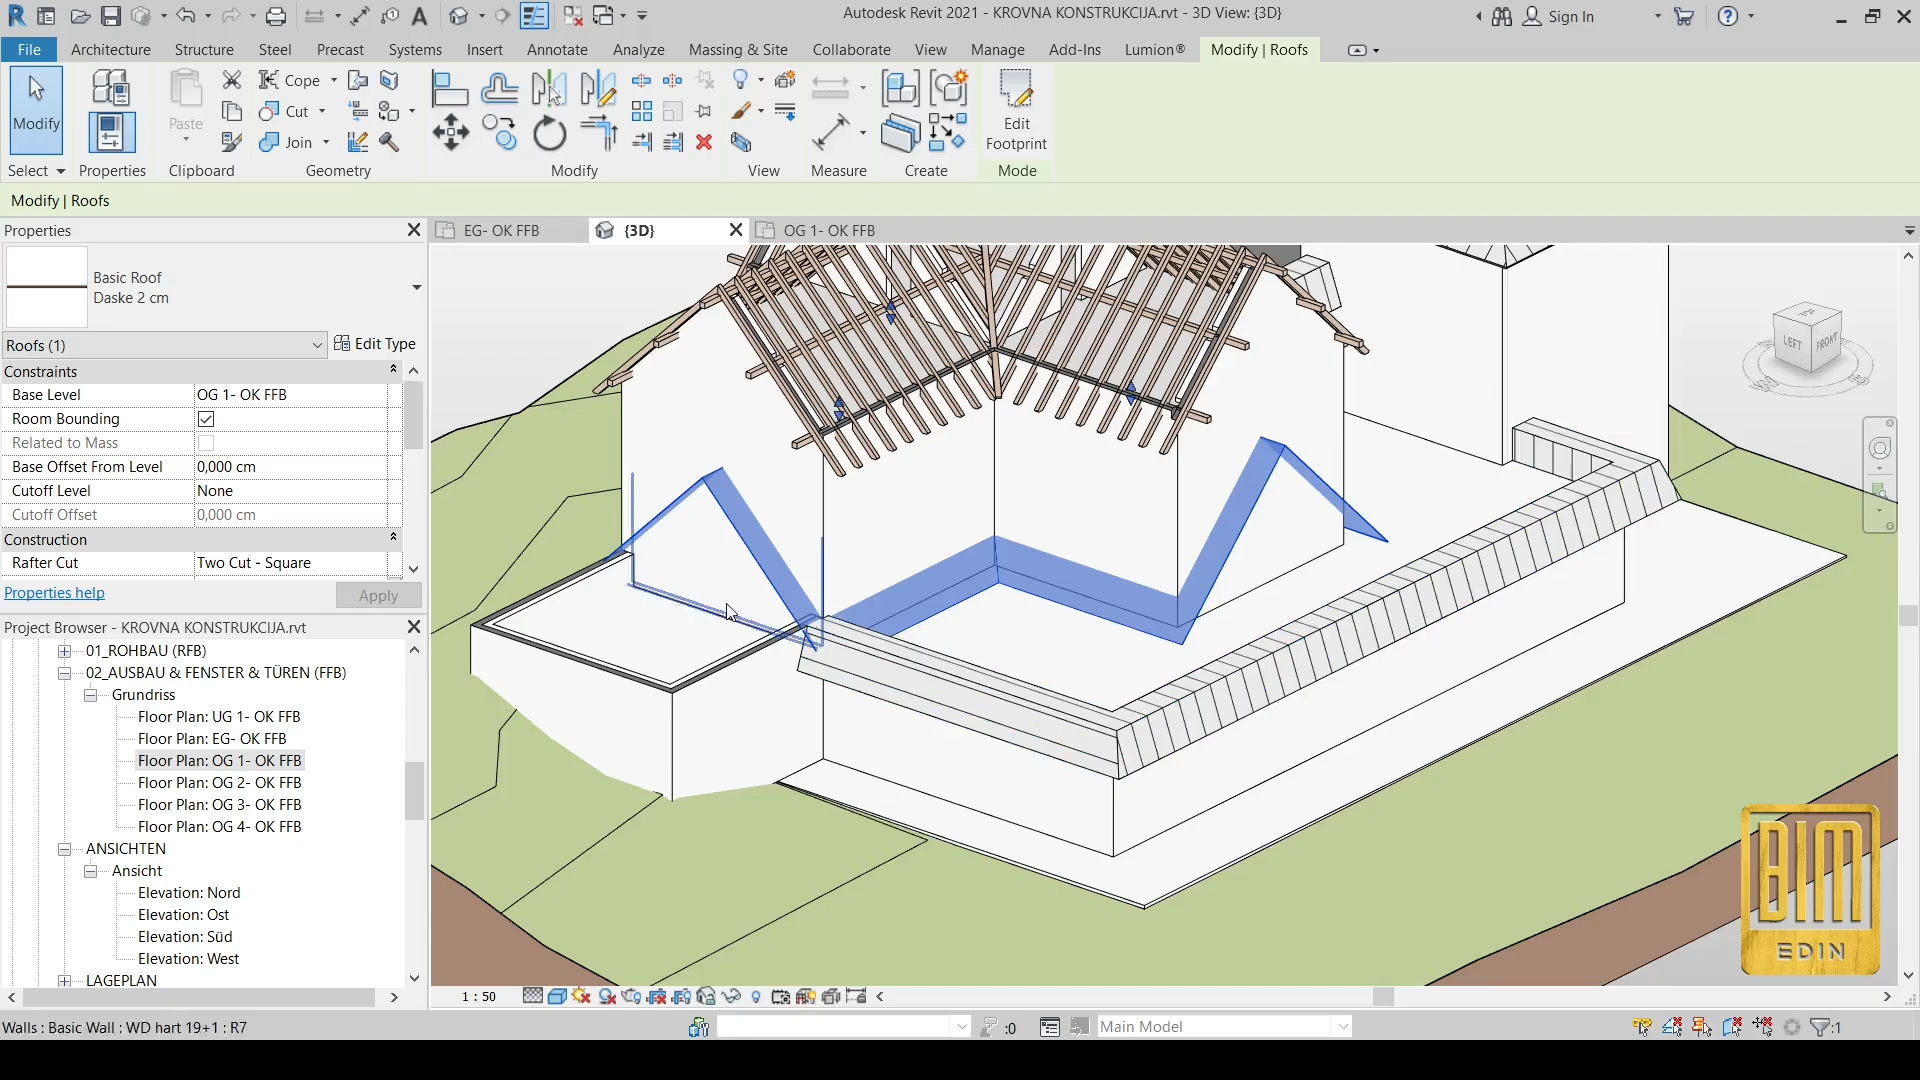 Autodesk Revit 2021 - KROVNA KONSTRUKCIJA.rvt - 3D View: {3D}
Sign In
File Architecture Structure Steel Precast Systems Insert Annotate Analyze Massing & Site Collaborate View Manage Add-Ins Lumion® Modify | Roofs
Modify
Paste
Cope
Cut
Join
Edit
Footprint
Select Properties Clipboard Geometry Modify View Measure Create Mode
Modify | Roofs
Properties
EG- OK FFB
{3D}
OG 1- OK FFB
Basic Roof
Daske 2 cm
Roofs (1)
Edit Type
Constraints
Base Level OG 1- OK FFB
Room Bounding
Related to Mass
Base Offset From Level 0,000 cm
Cutoff Level None
Cutoff Offset 0,000 cm
Construction
Rafter Cut Two Cut - Square
Properties help
Apply
Project Browser - KROVNA KONSTRUKCIJA.rvt
01_ROHBAU (RFB)
02_AUSBAU & FENSTER & TÜREN (FFB)
Grundriss
Floor Plan: UG 1- OK FFB
Floor Plan: EG- OK FFB
Floor Plan: OG 1- OK FFB
Floor Plan: OG 2- OK FFB
Floor Plan: OG 3- OK FFB
Floor Plan: OG 4- OK FFB
ANSICHTEN
Ansicht
Elevation: Nord
Elevation: Ost
Elevation: Süd
Elevation: West
LAGEPLAN
TOP
LEFT
FRONT
BIM
EDIN
1 : 50
Walls : Basic Wall : WD hart 19+1 : R7
:0
Main Model
:1